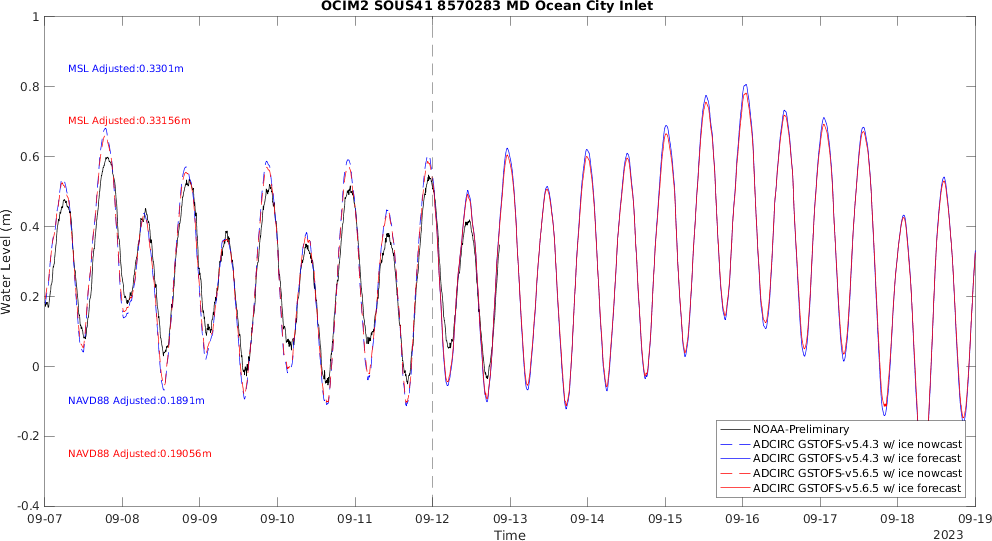 OCIM2 SOUS41 8570283 MD Ocean City Inlet
1
0.8
0.6
0.4
0.2
0
-0.2
-0.4
Water Level (m)
MSL Adjusted:0.3301m
MSL Adjusted:0.33156m
NAVD88 Adjusted:0.1891m
NAVD88 Adjusted:0.19056m
NOAA-Preliminary
ADCIRC GSTOFS-v5.4.3 w/ ice nowcast
ADCIRC GSTOFS-v5.4.3 w/ ice forecast
ADCIRC GSTOFS-v5.6.5 w/ ice nowcast
ADCIRC GSTOFS-v5.6.5 w/ ice forecast
09-07 09-08 09-09 09-10 09-11 09-12 09-13 09-14 09-15 09-16 09-17 09-18 09-19
Time
2023